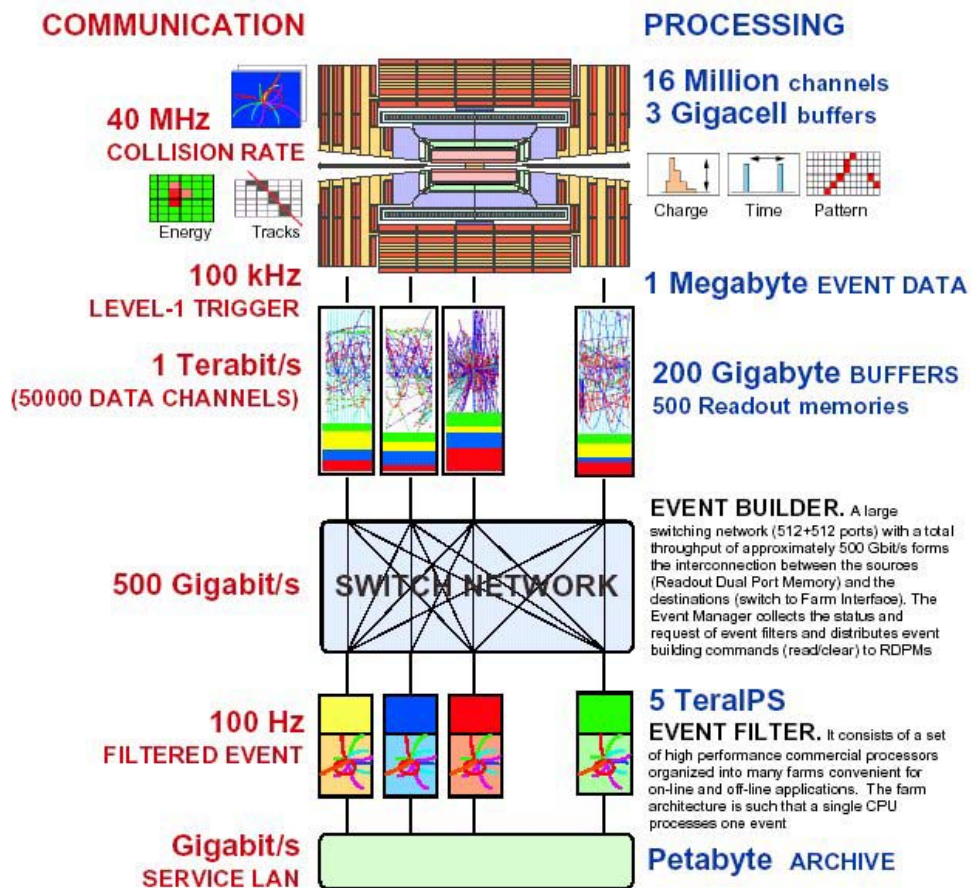 COMMUNICATION
PROCESSING
40 MHz
COLLISION RATE
16 Million channels
3 Gigacell buffers
Energy
Tracks
Charge
Time
Pattern
100 kHz
LEVEL-1 TRIGGER
1 Megabyte EVENT DATA
1 Terabit/s
(50000 DATA CHANNELS)
200 Gigabyte BUFFERS
500 Readout memories
500 Gigabit/s
SWITCH NETWORK
EVENT BUILDER. A large
switching network (512+512 ports) with a total
throughput of approximately 500 Gbit/s forms
the interconnection between the sources
(Readout Dual Port Memory) and the
destinations (switch to Farm Interface). The
Event Manager collects the status and
request of event filters and distributes event
building commands (read/clear) to RDPMs
100 Hz
FILTERED EVENT
5 TeraIPS
EVENT FILTER. It consists of a set
of high performance commercial processors
organized into many farms convenient for
on-line and off-line applications. The farm
architecture is such that a single CPU
processes one event
Gigabit/s
SERVICE LAN
Petabyte ARCHIVE